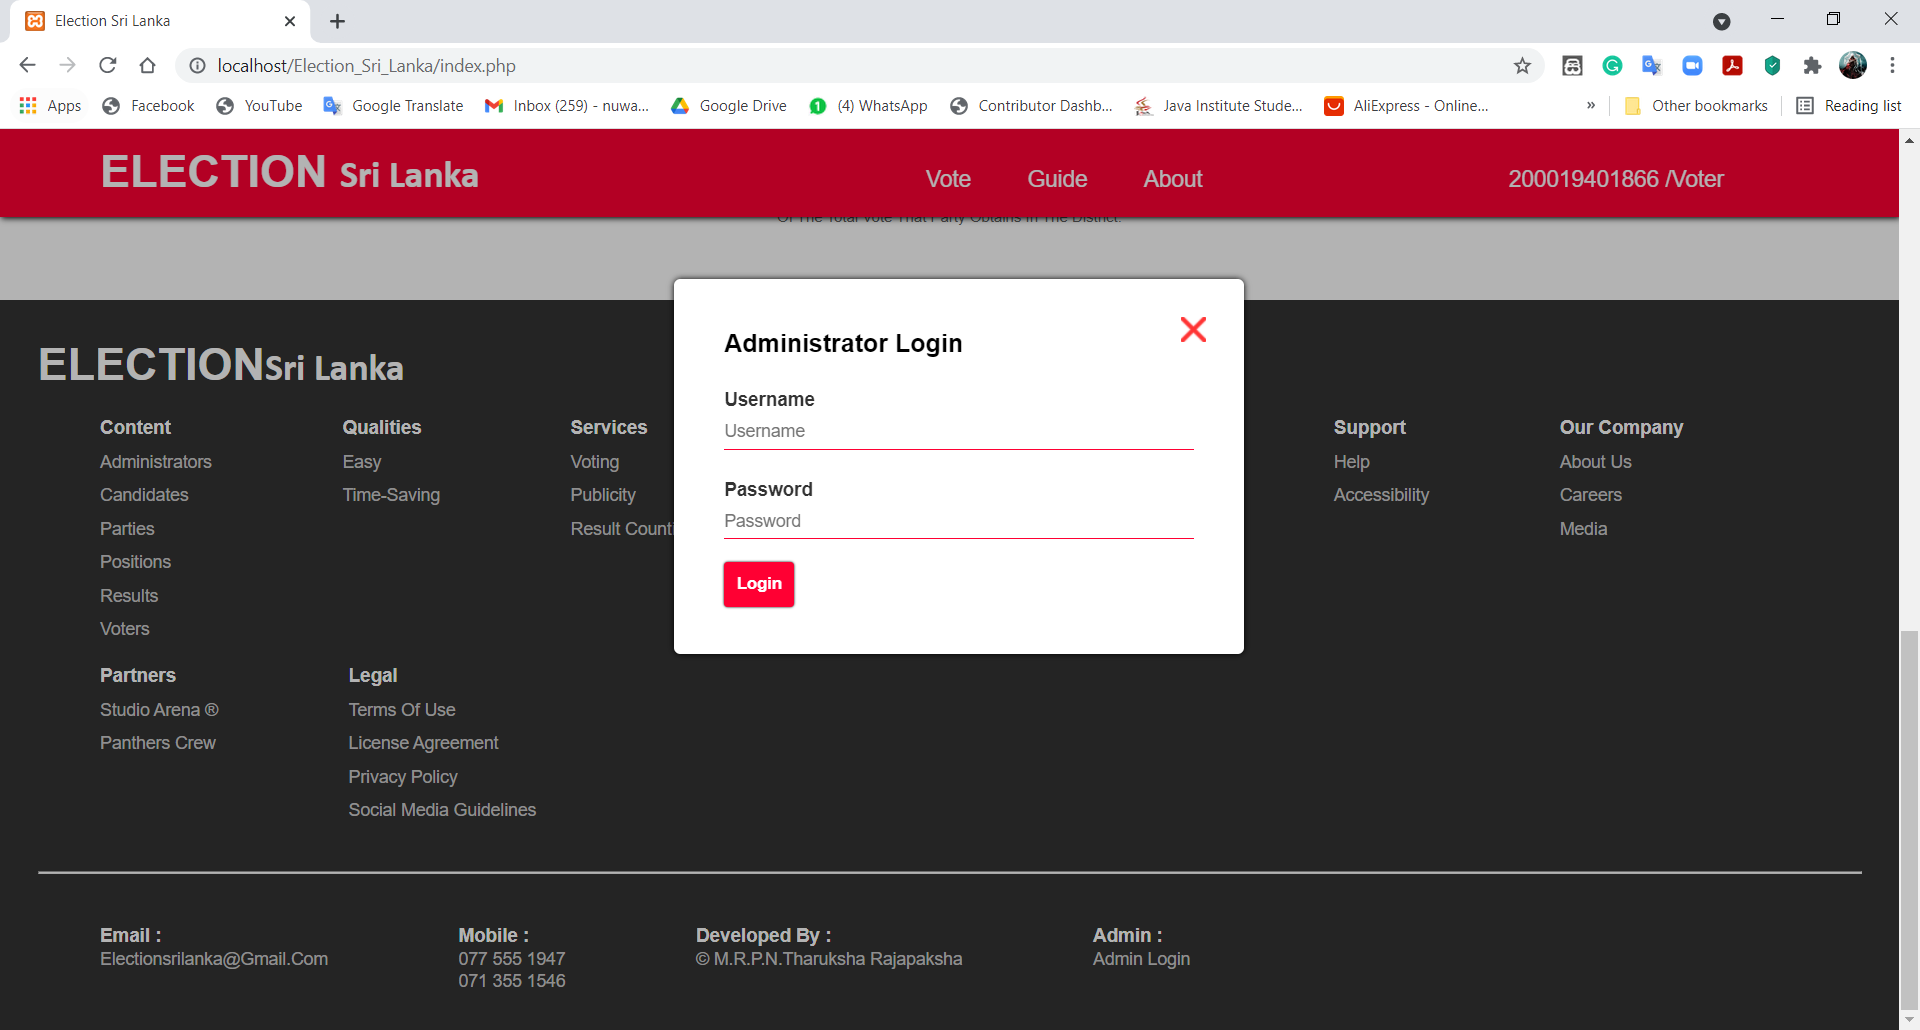 Election Sri Lanka
localhost/Election_Sri_Lanka/index.php
Apps Facebook YouTube Google Translate Inbox (259) - nuwa... Google Drive (4) WhatsApp Contributor Dashb... Java Institute Stude... AliExpress - Online... » Other bookmarks Reading list
ELECTION Sri Lanka Vote Guide About 200019401866 /Voter
Of The Total Vote That Party Obtains In The District.
Administrator Login
Username
Username
Password
Password
Login
ELECTIONSri Lanka
Content
Administrators
Candidates
Parties
Positions
Results
Voters
Qualities
Easy
Time-Saving
Services
Voting
Publicity
Result Counti
Support
Help
Accessibility
Our Company
About Us
Careers
Media
Partners
Studio Arena ®
Panthers Crew
Legal
Terms Of Use
License Agreement
Privacy Policy
Social Media Guidelines
Email :
Electionsrilanka@Gmail.Com
Mobile :
077 555 1947
071 355 1546
Developed By :
© M.R.P.N.Tharuksha Rajapaksha
Admin :
Admin Login